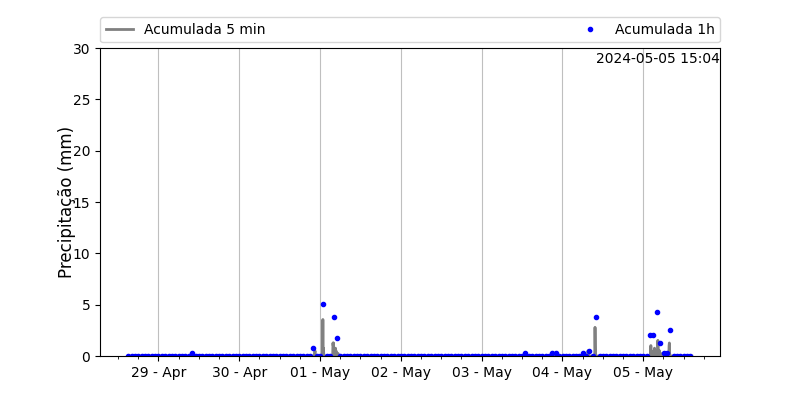 Acumulada 5 min
Acumulada 1h
2024-05-05 15:04
Precipitação (mm)
30
25
20
15
10
5
0
29 - Apr
30 - Apr
01 - May
02 - May
03 - May
04 - May
05 - May